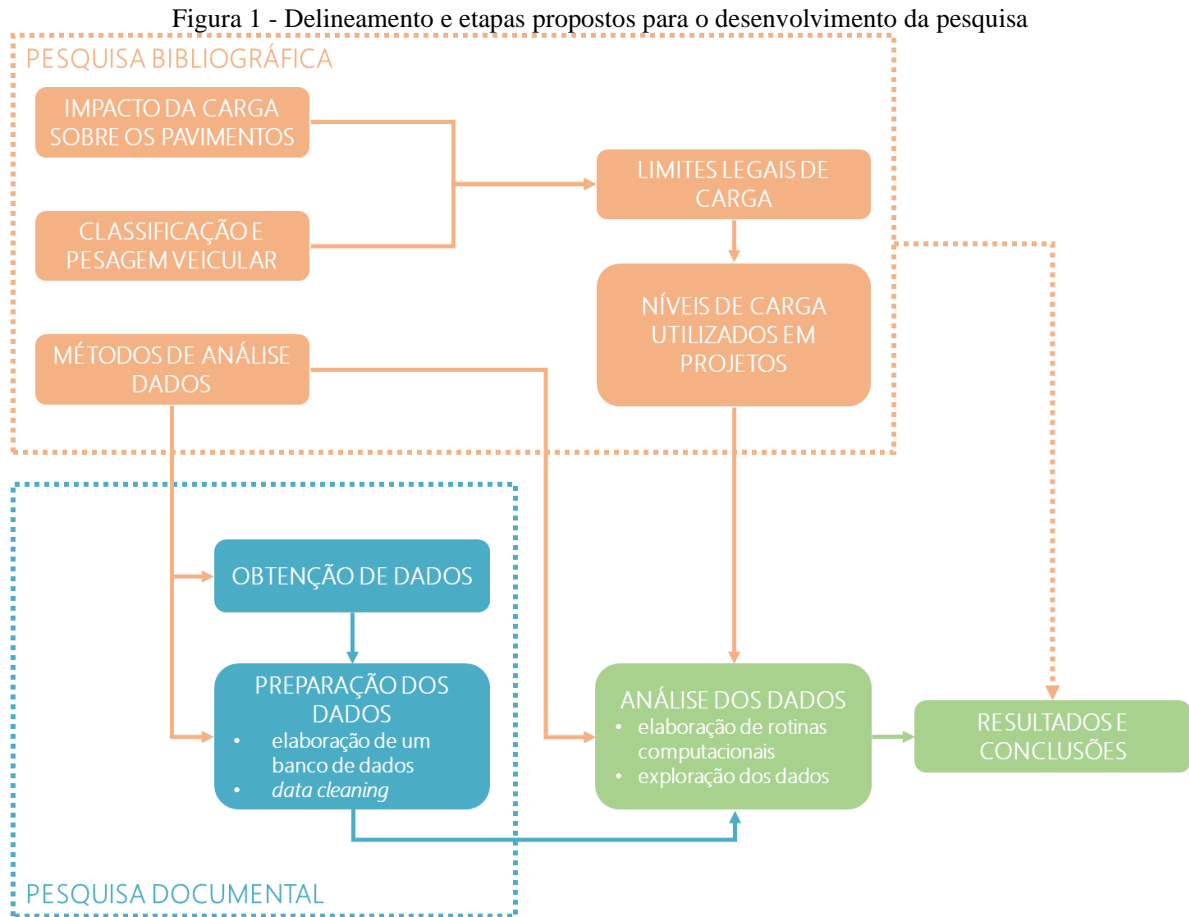 Figura 1 - Delineamento e etapas propostos para o desenvolvimento da pesquisa
PESQUISA BIBLIOGRÁFICA
IMPACTO DA CARGA
SOBRE OS PAVIMENTOS
CLASSIFICAÇÃO E
PESAGEM VEICULAR
MÉTODOS DE ANÁLISE
DADOS
LIMITES LEGAIS DE
CARGA
NÍVEIS DE CARGA
UTILIZADOS EM
PROJETOS
OBTENÇÃO DE DADOS
PREPARAÇÃO DOS
DADOS
• elaboração de um
banco de dados
• data cleaning
PESQUISA DOCUMENTAL
ANÁLISE DOS DADOS
• elaboração de rotinas
computacionais
• exploração dos dados
RESULTADOS E
CONCLUSÕES